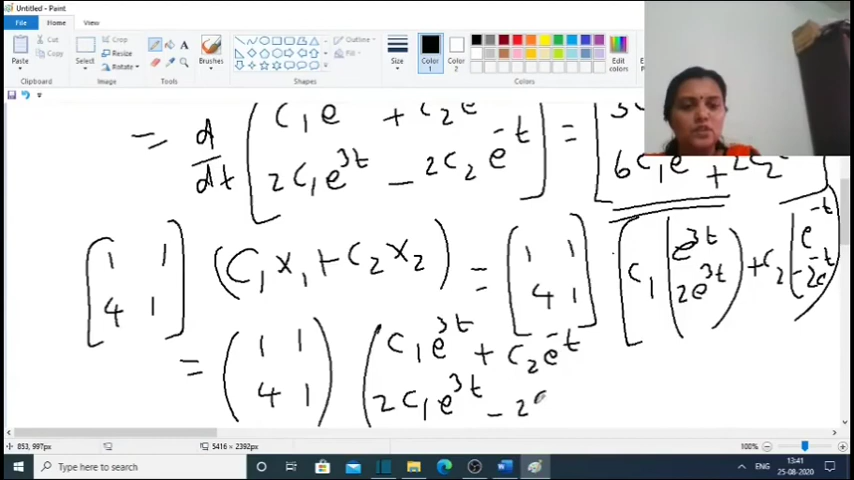 Untitled - Paint
File Home View
Cut
Copy
Paste
Clipboard
Crop
Resize
Rotate
Select
Image
Tools
Brushes
Outline
Fill
Shapes
Size
Color 1
Color 2
Colors
Edit colors
= d/dt [ C₁e + C₂e
2C₁e^3t - 2C₂e^-t ] = [ 3
6C₁e + 2C₂
[ 1 1
4 1 ] (C₁X₁ + C₂X₂) = [ 1 1
4 1 ] [ C₁ ( e^3t
2e^3t ) + C₂ ( e^-t
-2e^-t )
= ( 1 1
4 1 ) ( C₁e^3t + C₂e^-t
2C₁e^3t - 2
853, 997px
5416 × 2392px
100%
Type here to search
ENG
13:41
25-08-2020